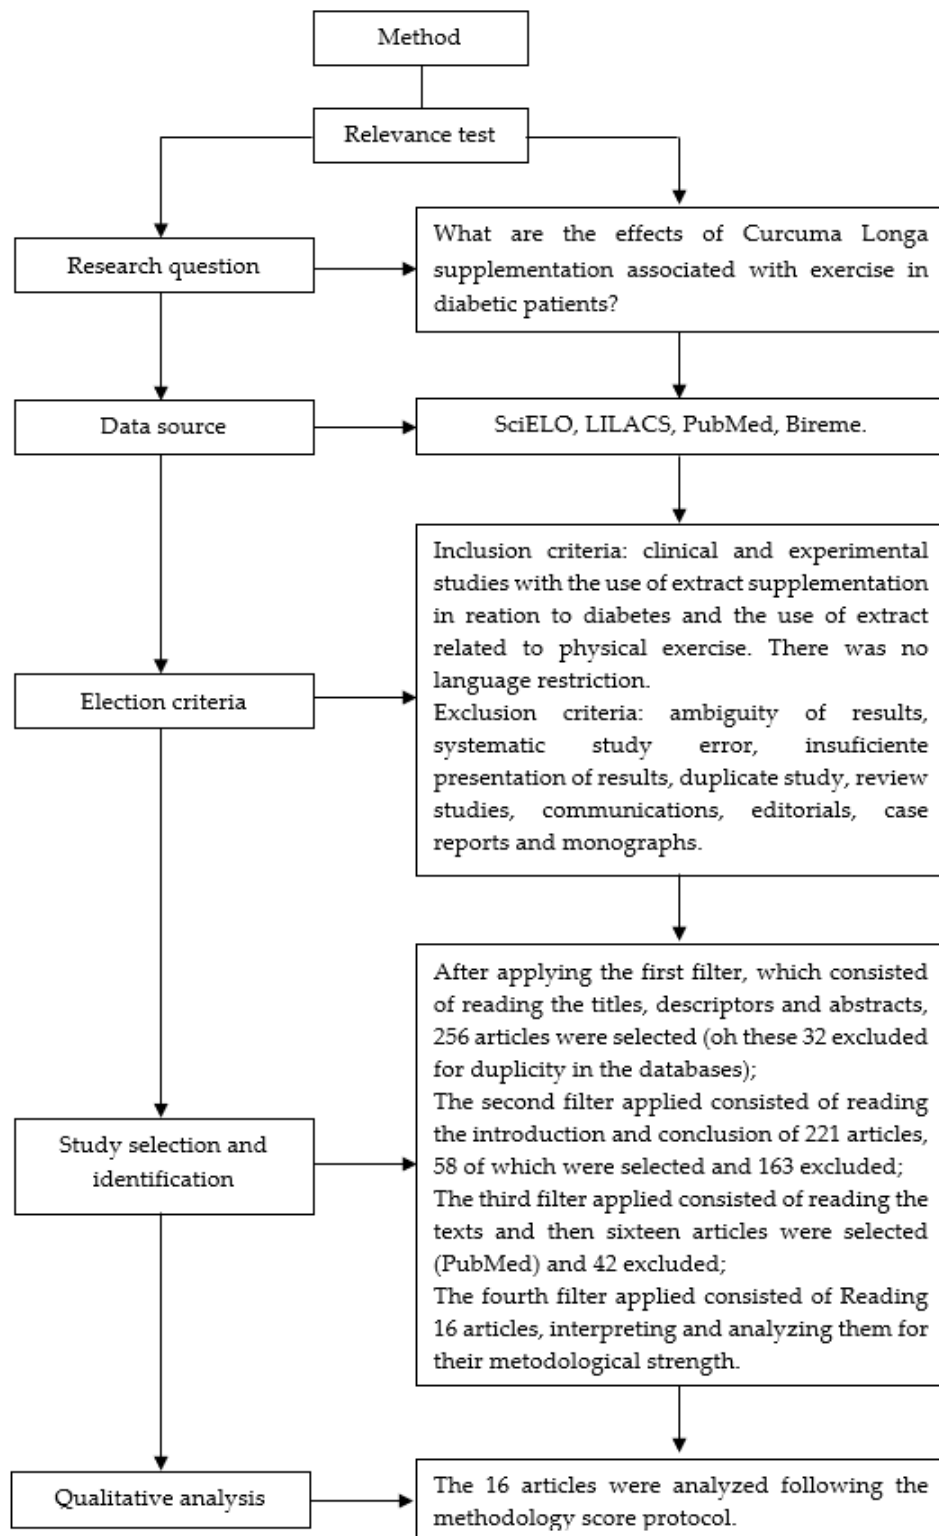 Method
Relevance test
Research question
What are the effects of Curcuma Longa
supplementation associated with exercise in
diabetic patients?
Data source
SciELO, LILACS, PubMed, Bireme.
Election criteria
Inclusion criteria: clinical and experimental
studies with the use of extract supplementation
in reation to diabetes and the use of extract
related to physical exercise. There was no
language restriction.
Exclusion criteria: ambiguity of results,
systematic study error, insuficiente
presentation of results, duplicate study, review
studies, communications, editorials, case
reports and monographs.
Study selection and
identification
After applying the first filter, which consisted
of reading the titles, descriptors and abstracts,
256 articles were selected (oh these 32 excluded
for duplicity in the databases);
The second filter applied consisted of reading
the introduction and conclusion of 221 articles,
58 of which were selected and 163 excluded;
The third filter applied consisted of reading the
texts and then sixteen articles were selected
(PubMed) and 42 excluded;
The fourth filter applied consisted of Reading
16 articles, interpreting and analyzing them for
their metodological strength.
Qualitative analysis
The 16 articles were analyzed following the
methodology score protocol.